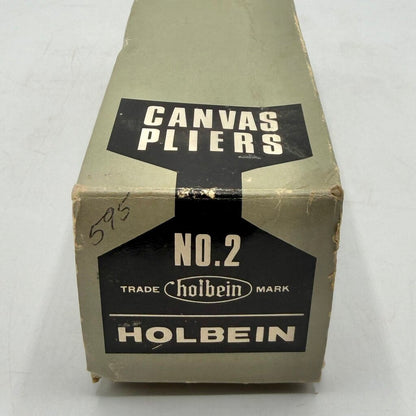 CANVAS
PLIERS
595
NO.2
TRADE holbein MARK
HOLBEIN